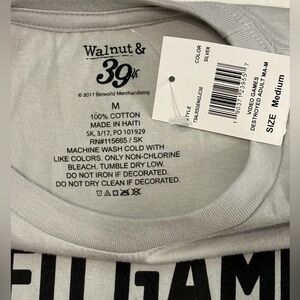 Walnut &
39th
© 2017 Bioworld Merchandising
M
100% COTTON
MADE IN HAITI
SK, 3/17, PO 101929
RN#115665 / SK
MACHINE WASH COLD WITH
LIKE COLORS. ONLY NON-CHLORINE
BLEACH. TUMBLE DRY LOW.
DO NOT IRON IF DECORATED.
DO NOT DRY CLEAN IF DECORATED.
COLOR
SILVER
STYLE
VIDEO GAMES
DESTROYED ADULT MA-M
SIZE Medium